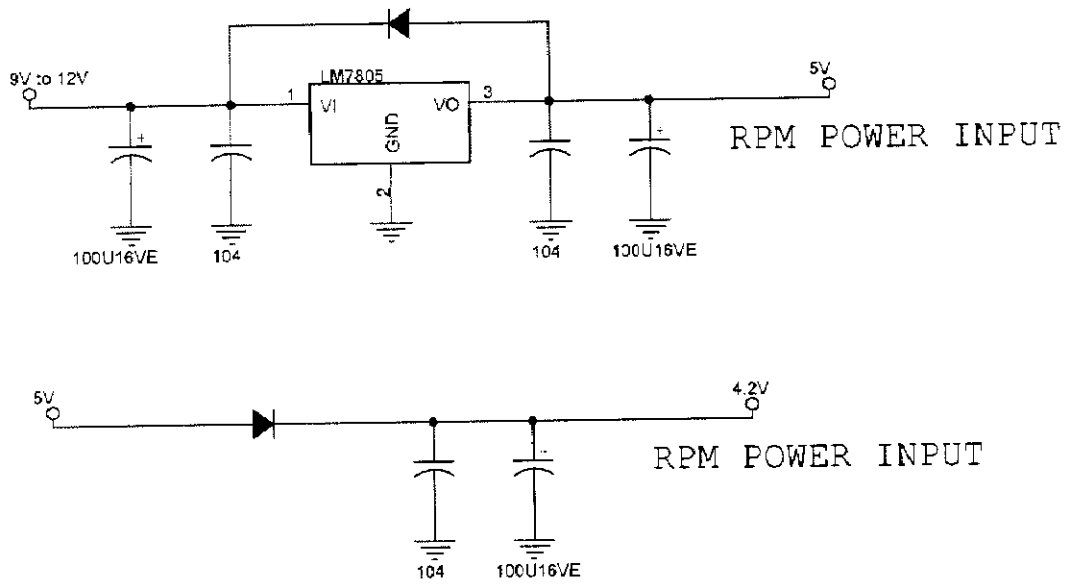 9V to 12V
LM7805
1
VI
VO
3
GND
2
5V
RPM POWER INPUT
+
+
100U16VE
104
104
100U16VE
5V
4.2V
RPM POWER INPUT
104
100U16VE